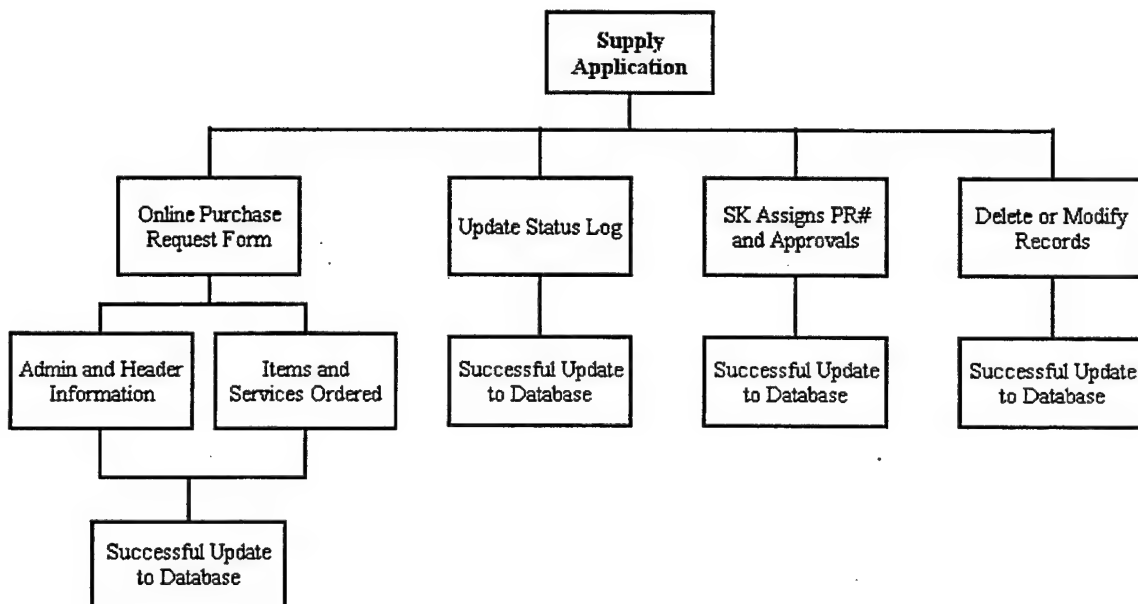 Supply
Application
Online Purchase
Request Form
Update Status Log
SK Assigns PR#
and Approvals
Delete or Modify
Records
Admin and Header
Information
Items and
Services Ordered
Successful Update
to Database
Successful Update
to Database
Successful Update
to Database
Successful Update
to Database